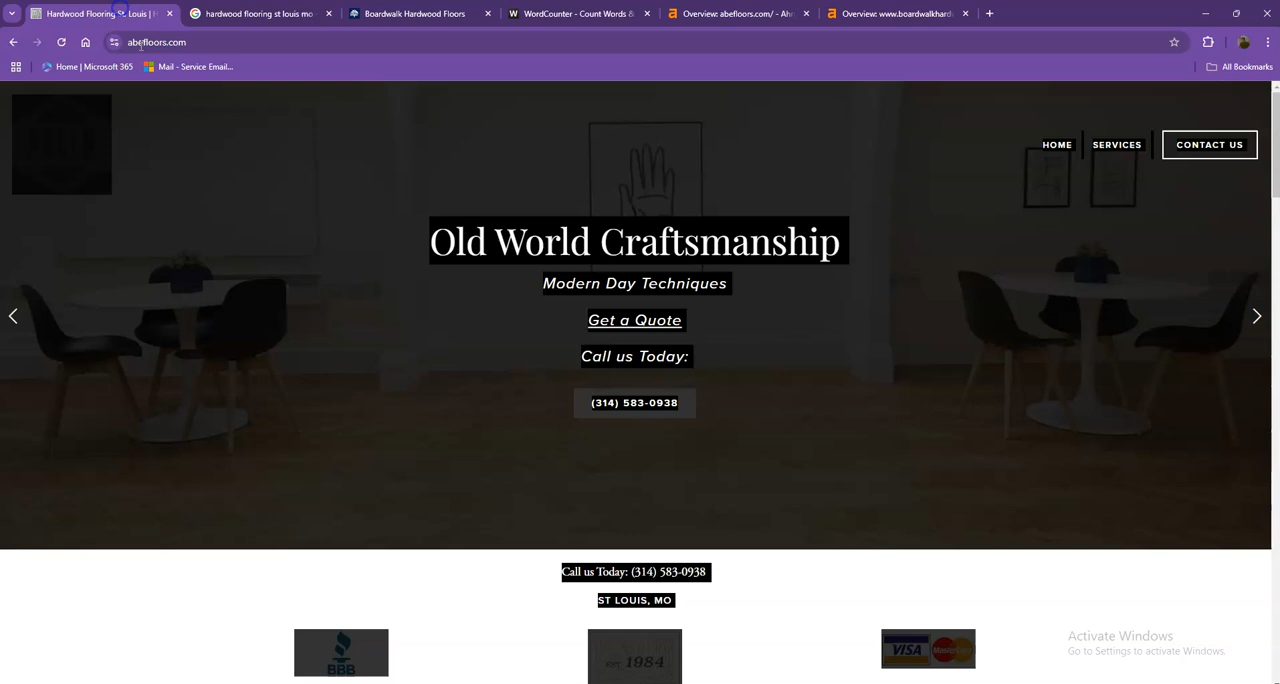 Hardwood Flooring St Louis | H
hardwood flooring st louis mo
Boardwalk Hardwood Floors
WordCounter - Count Words &
Overview: abefloors.com/ - Ahr
Overview: www.boardwalkhard
abefloors.com
Home | Microsoft 365
Mail - Service Email...
All Bookmarks
HOME
SERVICES
CONTACT US
Old World Craftsmanship
Modern Day Techniques
Get a Quote
Call us Today:
(314) 583-0938
Call us Today: (314) 583-0938
ST LOUIS, MO
BBB
EST 1984
VISA
MasterCard
Activate Windows
Go to Settings to activate Windows.